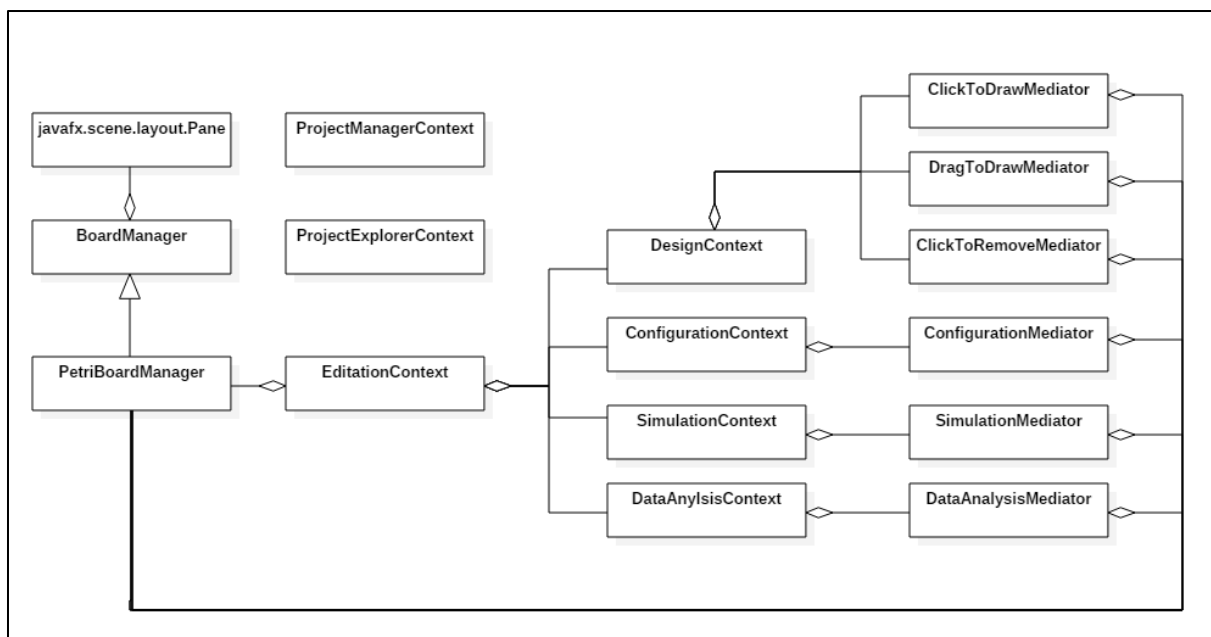 ClickToDrawMediator
javafx.scene.layout.Pane
ProjectManagerContext
DragToDrawMediator
BoardManager
ProjectExplorerContext
DesignContext
ClickToRemoveMediator
ConfigurationContext
ConfigurationMediator
PetriBoardManager
EditationContext
SimulationContext
SimulationMediator
DataAnylsisContext
DataAnalysisMediator